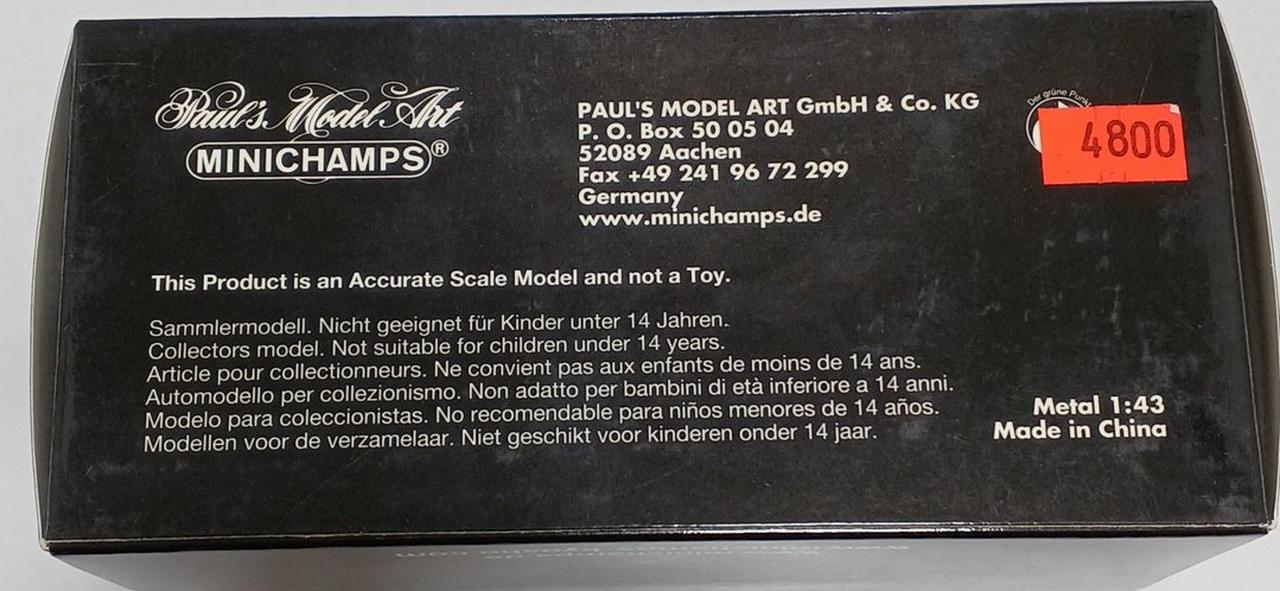 Paul's Model Art
MINICHAMPS®
PAUL'S MODEL ART GmbH & Co. KG
P. O. Box 50 05 04
52089 Aachen
Fax +49 241 96 72 299
Germany
www.minichamps.de
Der grüne Punkt
4800
This Product is an Accurate Scale Model and not a Toy.
Sammlermodell. Nicht geeignet für Kinder unter 14 Jahren.
Collectors model. Not suitable for children under 14 years.
Article pour collectionneurs. Ne convient pas aux enfants de moins de 14 ans.
Automodello per collezionismo. Non adatto per bambini di età inferiore a 14 anni.
Modelo para coleccionistas. No recomendable para niños menores de 14 años.
Modellen voor de verzamelaar. Niet geschikt voor kinderen onder 14 jaar.
Metal 1:43
Made in China